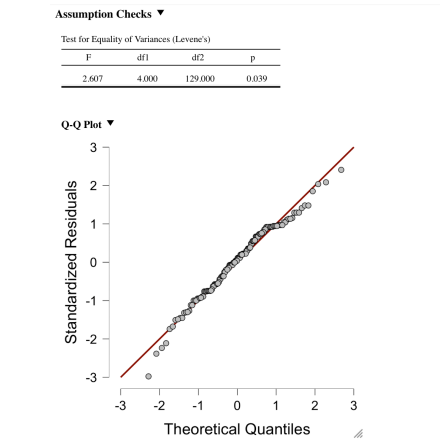 Assumption Checks ▼
Test for Equality of Variances (Levene's)
F df1 df2 p
2.607 4.000 129.000 0.039
Q-Q Plot ▼
3
2
1
0
-1
-2
-3
Standardized Residuals
-3 -2 -1 0 1 2 3
Theoretical Quantiles